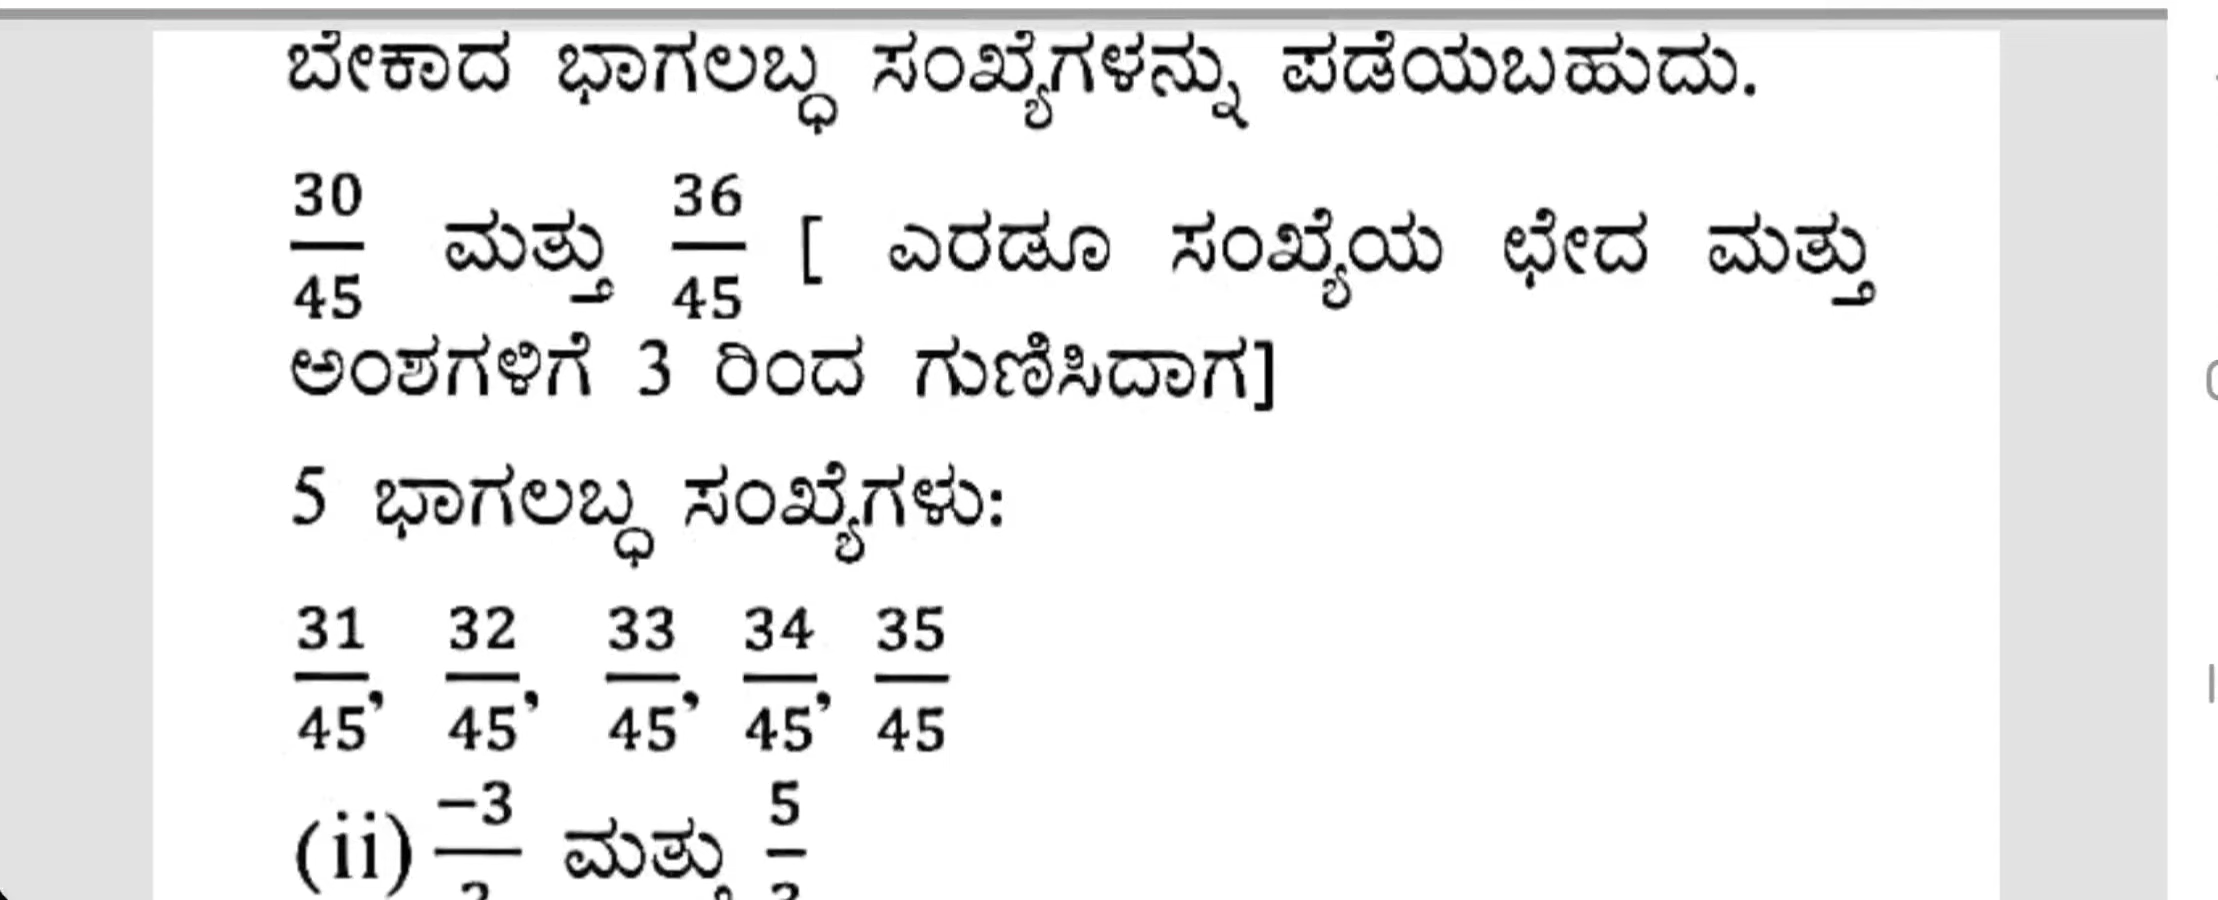 ಬೇಕಾದ ಭಾಗಲಬ್ಧ ಸಂಖ್ಯೆಗಳನ್ನು ಪಡೆಯಬಹುದು.
30/45 ಮತ್ತು 36/45 [ ಎರಡೂ ಸಂಖ್ಯೆಯ ಛೇದ ಮತ್ತು
ಅಂಶಗಳಿಗೆ 3 ರಿಂದ ಗುಣಿಸಿದಾಗ]
5 ಭಾಗಲಬ್ಧ ಸಂಖ್ಯೆಗಳು:
31/45, 32/45, 33/45, 34/45, 35/45
(ii) -3 ಮತ್ತು 5